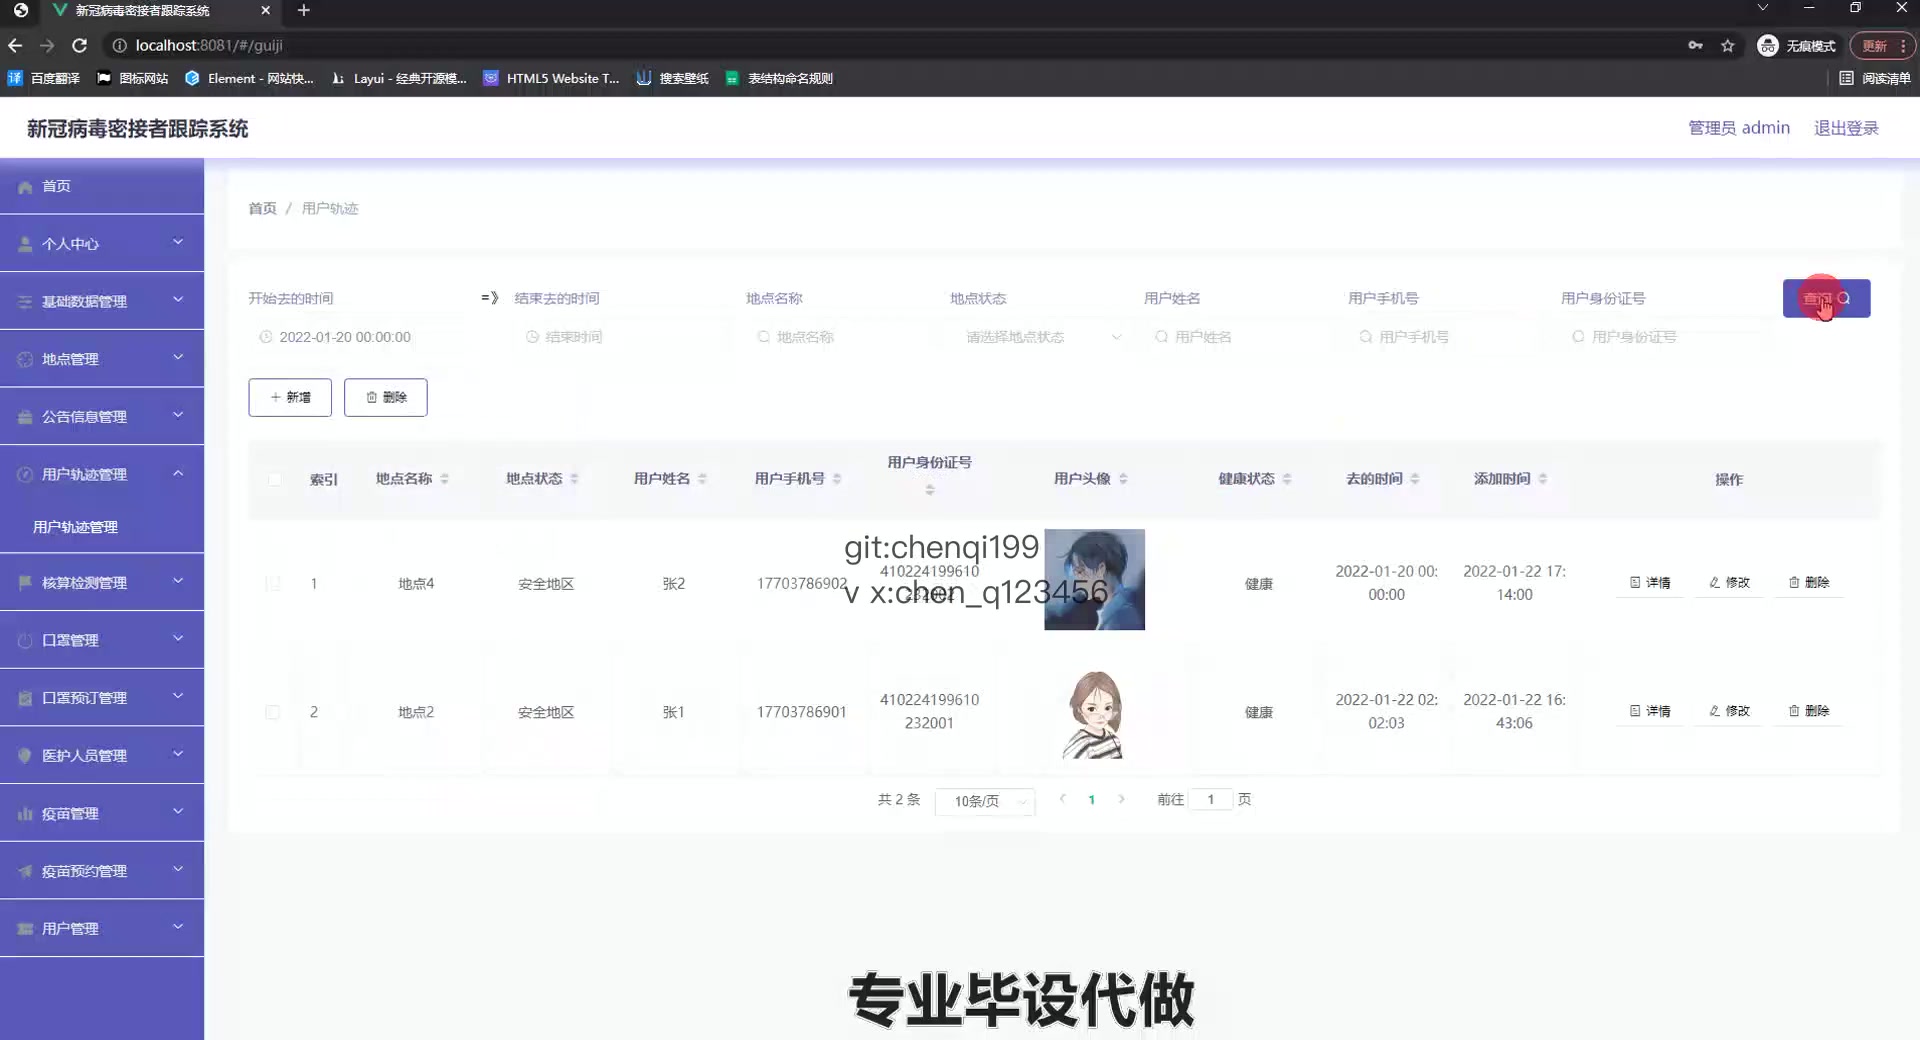 新冠病毒密接者跟踪系统
localhost:8081/#/guiji
无痕模式
更新
百度翻译
图标网站
Element - 网站快...
Layui - 经典开源模...
HTML5 Website T...
搜索壁纸
表结构命名规则
阅读清单
新冠病毒密接者跟踪系统
管理员 admin
退出登录
首页
个人中心
基础数据管理
地点管理
公告信息管理
用户轨迹管理
用户轨迹管理
核算检测管理
口罩管理
口罩预订管理
医护人员管理
疫苗管理
疫苗预约管理
用户管理
首页 / 用户轨迹
开始去的时间 =》 结束去的时间 地点名称 地点状态 用户姓名 用户手机号 用户身份证号
2022-01-20 00:00:00 结束时间 地点名称 请选择地点状态 用户姓名 用户手机号 用户身份证号
+ 新增 删除
索引 地点名称 地点状态 用户姓名 用户手机号 用户身份证号 用户头像 健康状态 去的时间 添加时间 操作
git:chenqi199
v x:chen_q123456
1 地点4 安全地区 张2 17703786902 410224199610 健康 2022-01-20 00: 2022-01-22 17: 详情 修改 删除
00:00 14:00
2 地点2 安全地区 张1 17703786901 410224199610 健康 2022-01-22 02: 2022-01-22 16: 详情 修改 删除
232001 02:03 43:06
共 2 条 10条/页 1 前往 1 页
专业毕设代做